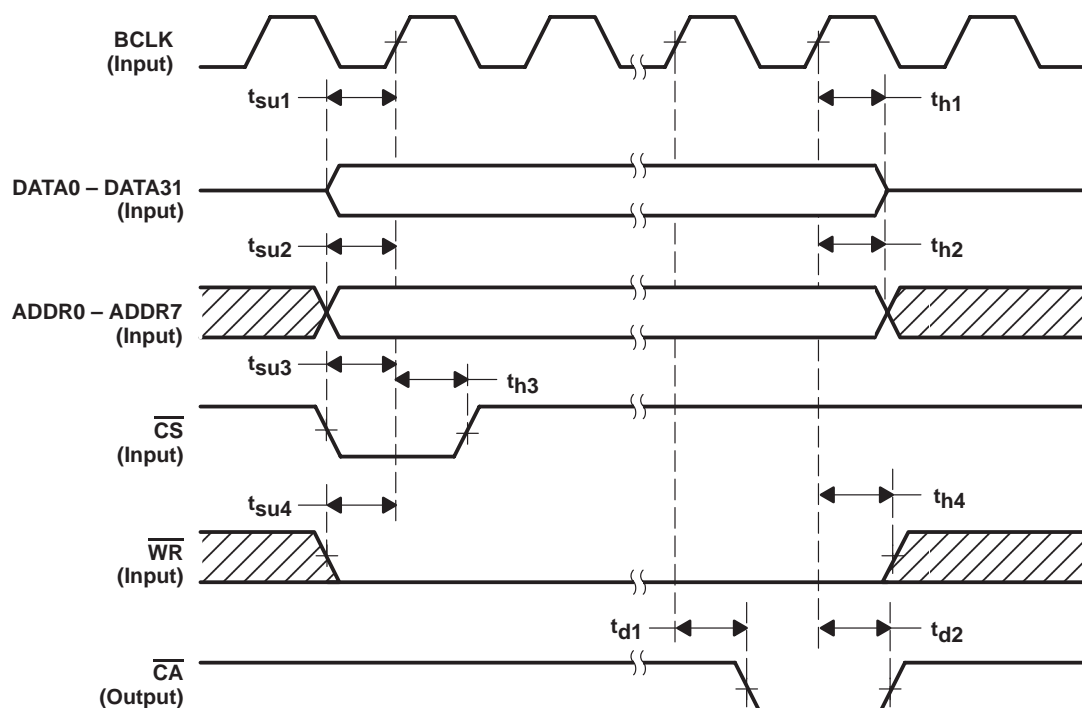 BCLK
(Input)
tsu1
th1
DATA0 – DATA31
(Input)
tsu2
th2
ADDR0 – ADDR7
(Input)
tsu3
th3
CS
(Input)
tsu4
th4
WR
(Input)
td1
td2
CA
(Output)